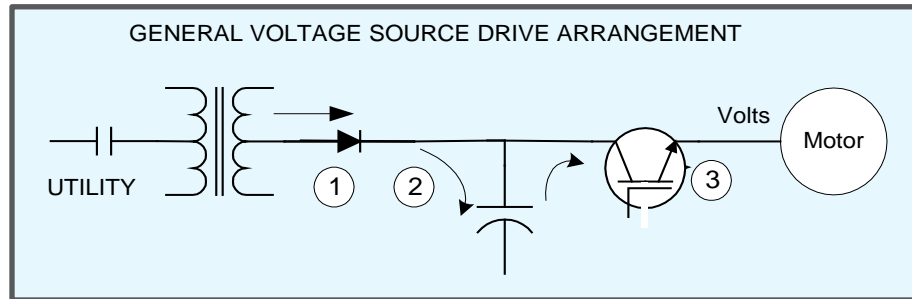 GENERAL VOLTAGE SOURCE DRIVE ARRANGEMENT
Volts
Motor
UTILITY
1
2
3